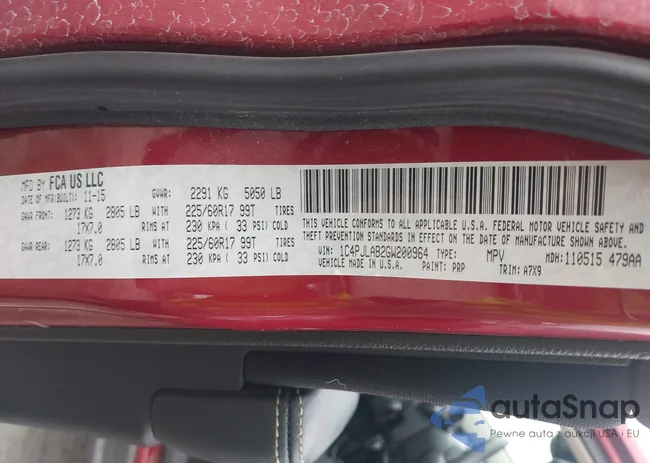 MFD BY FCA US LLC
DATE OF MFR(BUILT): 11-15 GVWR: 2291 KG 5050 LB
GAWR FRONT: 1273 KG 2805 LB WITH 225/60R17 99T TIRES
17X7.0 RIMS AT 230 KPA ( 33 PSI) COLD
GAWR REAR: 1273 KG 2805 LB WITH 225/60R17 99T TIRES
17X7.0 RIMS AT 230 KPA ( 33 PSI) COLD
THIS VEHICLE CONFORMS TO ALL APPLICABLE U.S.A. FEDERAL MOTOR VEHICLE SAFETY AND
THEFT PREVENTION STANDARDS IN EFFECT ON THE DATE OF MANUFACTURE SHOWN ABOVE.
VIN: 1C4PJLAB2GW200964 TYPE: MPV MDH: 110515 479AA
VEHICLE MADE IN U.S.A. PAINT: PRP TRIM: A7X9
autoSnap
Pewne auta z aukcji USA i EU